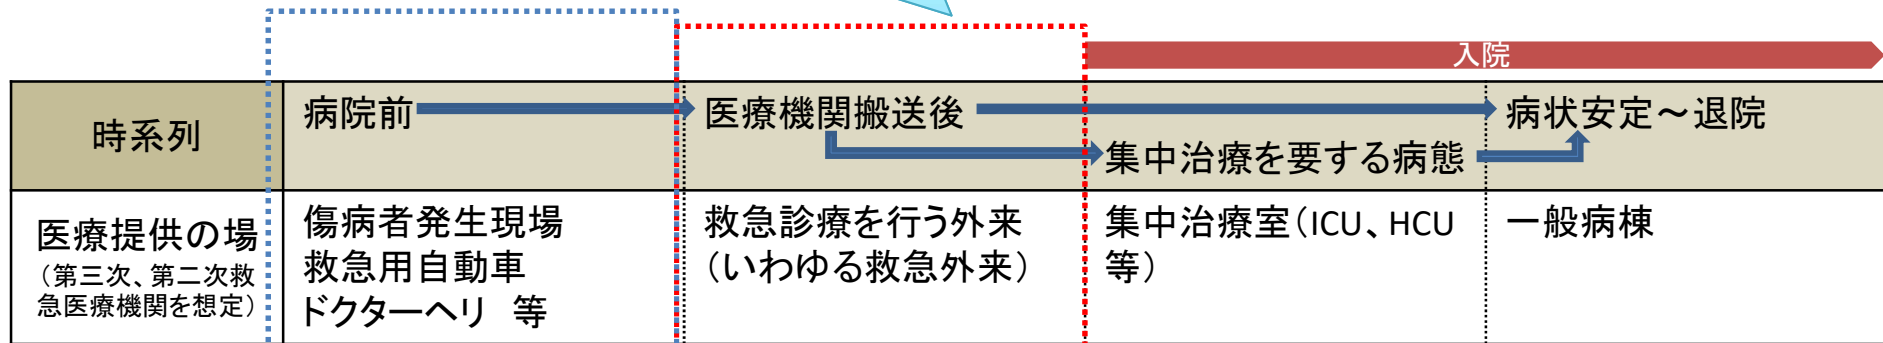 入院
時系列
病院前
医療機関搬送後
病状安定～退院
集中治療を要する病態
医療提供の場
（第三次、第二次救
急医療機関を想定）
傷病者発生現場
救急用自動車
ドクターヘリ　等
救急診療を行う外来
（いわゆる救急外来）
集中治療室（ICU、HCU
等）
一般病棟